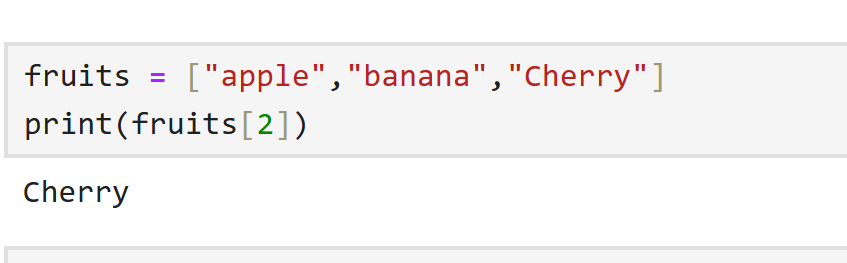 fruits = ["apple","banana","Cherry"]
print(fruits[2])
Cherry